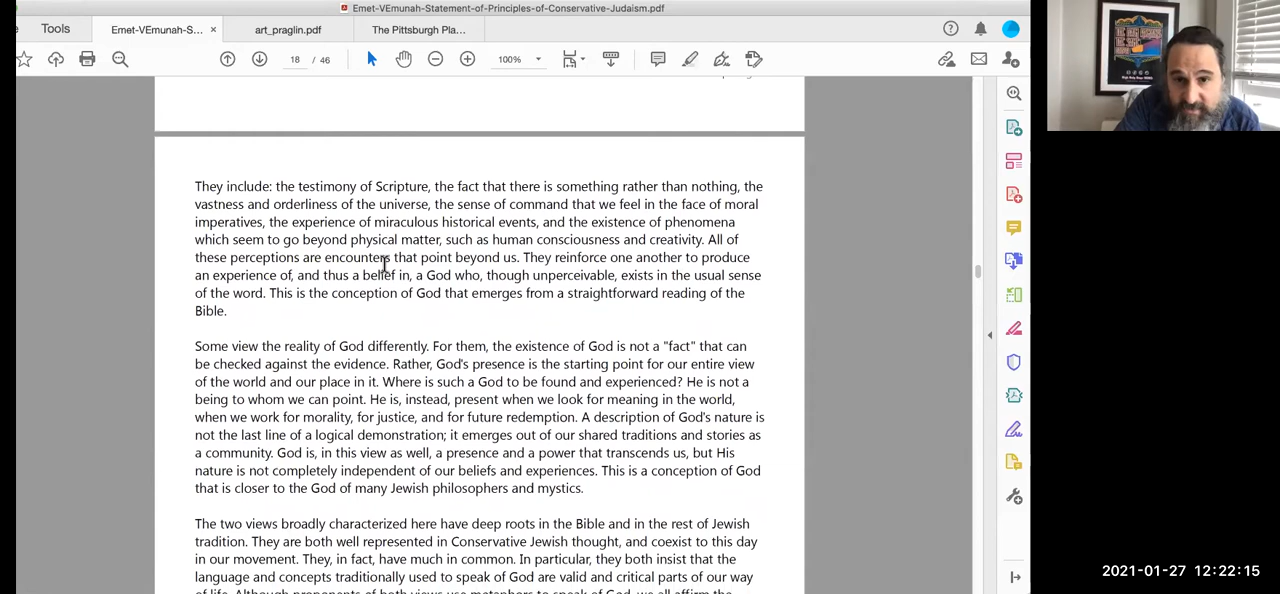 Emet-VEmunah-Statement-of-Principles-of-Conservative-Judaism.pdf
Tools
Emet-VEmunah-S... ×
art_praglin.pdf
The Pittsburgh Pla...
18 / 46
100%
They include: the testimony of Scripture, the fact that there is something rather than nothing, the
vastness and orderliness of the universe, the sense of command that we feel in the face of moral
imperatives, the experience of miraculous historical events, and the existence of phenomena
which seem to go beyond physical matter, such as human consciousness and creativity. All of
these perceptions are encounters that point beyond us. They reinforce one another to produce
an experience of, and thus a belief in, a God who, though unperceivable, exists in the usual sense
of the word. This is the conception of God that emerges from a straightforward reading of the
Bible.
Some view the reality of God differently. For them, the existence of God is not a "fact" that can
be checked against the evidence. Rather, God's presence is the starting point for our entire view
of the world and our place in it. Where is such a God to be found and experienced? He is not a
being to whom we can point. He is, instead, present when we look for meaning in the world,
when we work for morality, for justice, and for future redemption. A description of God's nature is
not the last line of a logical demonstration; it emerges out of our shared traditions and stories as
a community. God is, in this view as well, a presence and a power that transcends us, but His
nature is not completely independent of our beliefs and experiences. This is a conception of God
that is closer to the God of many Jewish philosophers and mystics.
The two views broadly characterized here have deep roots in the Bible and in the rest of Jewish
tradition. They are both well represented in Conservative Jewish thought, and coexist to this day
in our movement. They, in fact, have much in common. In particular, they both insist that the
language and concepts traditionally used to speak of God are valid and critical parts of our way
of life. Although proponents of both views use metaphors to speak of God, we all affirm the
2021-01-27 12:22:15